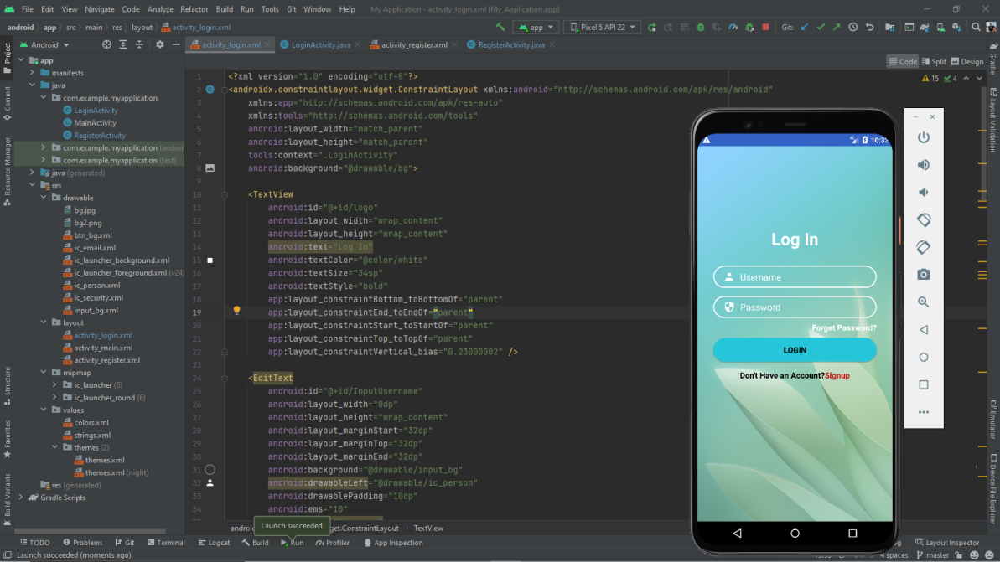 File Edit View Navigate Code Analyze Refactor Build Run Tools Git Window Help My Application - activity_login.xml [My_Application.app]
android app src main res layout activity_login.xml app Pixel 5 API 22 Git:
Android activity_login.xml LoginActivity.java activity_register.xml RegisterActivity.java
Code Split Design
15 4
Project
Commit
Resource Manager
Structure
Favorites
Build Variants
app
manifests
java
com.example.myapplication
LoginActivity
MainActivity
RegisterActivity
com.example.myapplication
com.example.myapplication (test)
java (generated)
res
drawable
bg.jpg
bg2.png
btn_bg.xml
ic_email.xml
ic_launcher_background.xml
ic_launcher_foreground.xml (v24)
ic_person.xml
ic_security.xml
input_bg.xml
layout
activity_login.xml
activity_main.xml
activity_register.xml
mipmap
ic_launcher (6)
ic_launcher_round (6)
values
colors.xml
strings.xml
themes (2)
themes.xml
themes.xml (night)
res (generated)
Gradle Scripts
1 <?xml version="1.0" encoding="utf-8"?>
2 <androidx.constraintlayout.widget.ConstraintLayout xmlns:android="http://schemas.android.com/apk/res/android"
3 xmlns:app="http://schemas.android.com/apk/res-auto"
4 xmlns:tools="http://schemas.android.com/tools"
5 android:layout_width="match_parent"
6 android:layout_height="match_parent"
7 tools:context=".LoginActivity"
8 android:background="@drawable/bg">
9
10 <TextView
11 android:id="@+id/logo"
12 android:layout_width="wrap_content"
13 android:layout_height="wrap_content"
14 android:text="Log In"
15 android:textColor="@color/white"
16 android:textSize="34sp"
17 android:textStyle="bold"
18 app:layout_constraintBottom_toBottomOf="parent"
19 app:layout_constraintEnd_toEndOf="parent"
20 app:layout_constraintStart_toStartOf="parent"
21 app:layout_constraintTop_toTopOf="parent"
22 app:layout_constraintVertical_bias="0.23000002" />
23
24 <EditText
25 android:id="@+id/InputUsername"
26 android:layout_width="0dp"
27 android:layout_height="wrap_content"
28 android:layout_marginStart="32dp"
29 android:layout_marginTop="32dp"
30 android:layout_marginEnd="32dp"
31 android:background="@drawable/input_bg"
32 android:drawableLeft="@drawable/ic_person"
33 android:drawablePadding="10dp"
34 android:ems="10"
10:32
Log In
Username
Password
Forget Password?
LOGIN
Don't Have an Account?Signup
Gradle
Layout Validation
Emulator
Device File Explorer
Launch succeeded
TextView
TODO Problems Git Terminal Logcat Build Run Profiler App Inspection Layout Inspector
Launch succeeded (moments ago) 4 spaces master